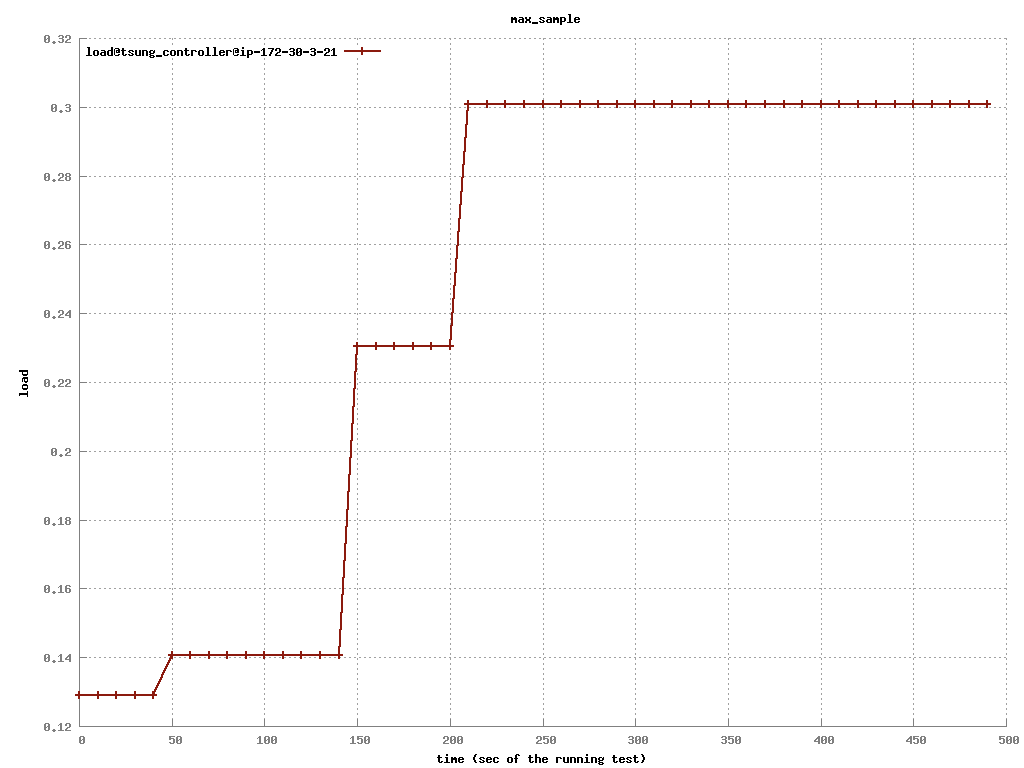 max_sample
load@tsung_controller@ip-172-30-3-21
0.32
0.3
0.28
0.26
0.24
0.22
0.2
0.18
0.16
0.14
0.12
load
0 50 100 150 200 250 300 350 400 450 500
time (sec of the running test)